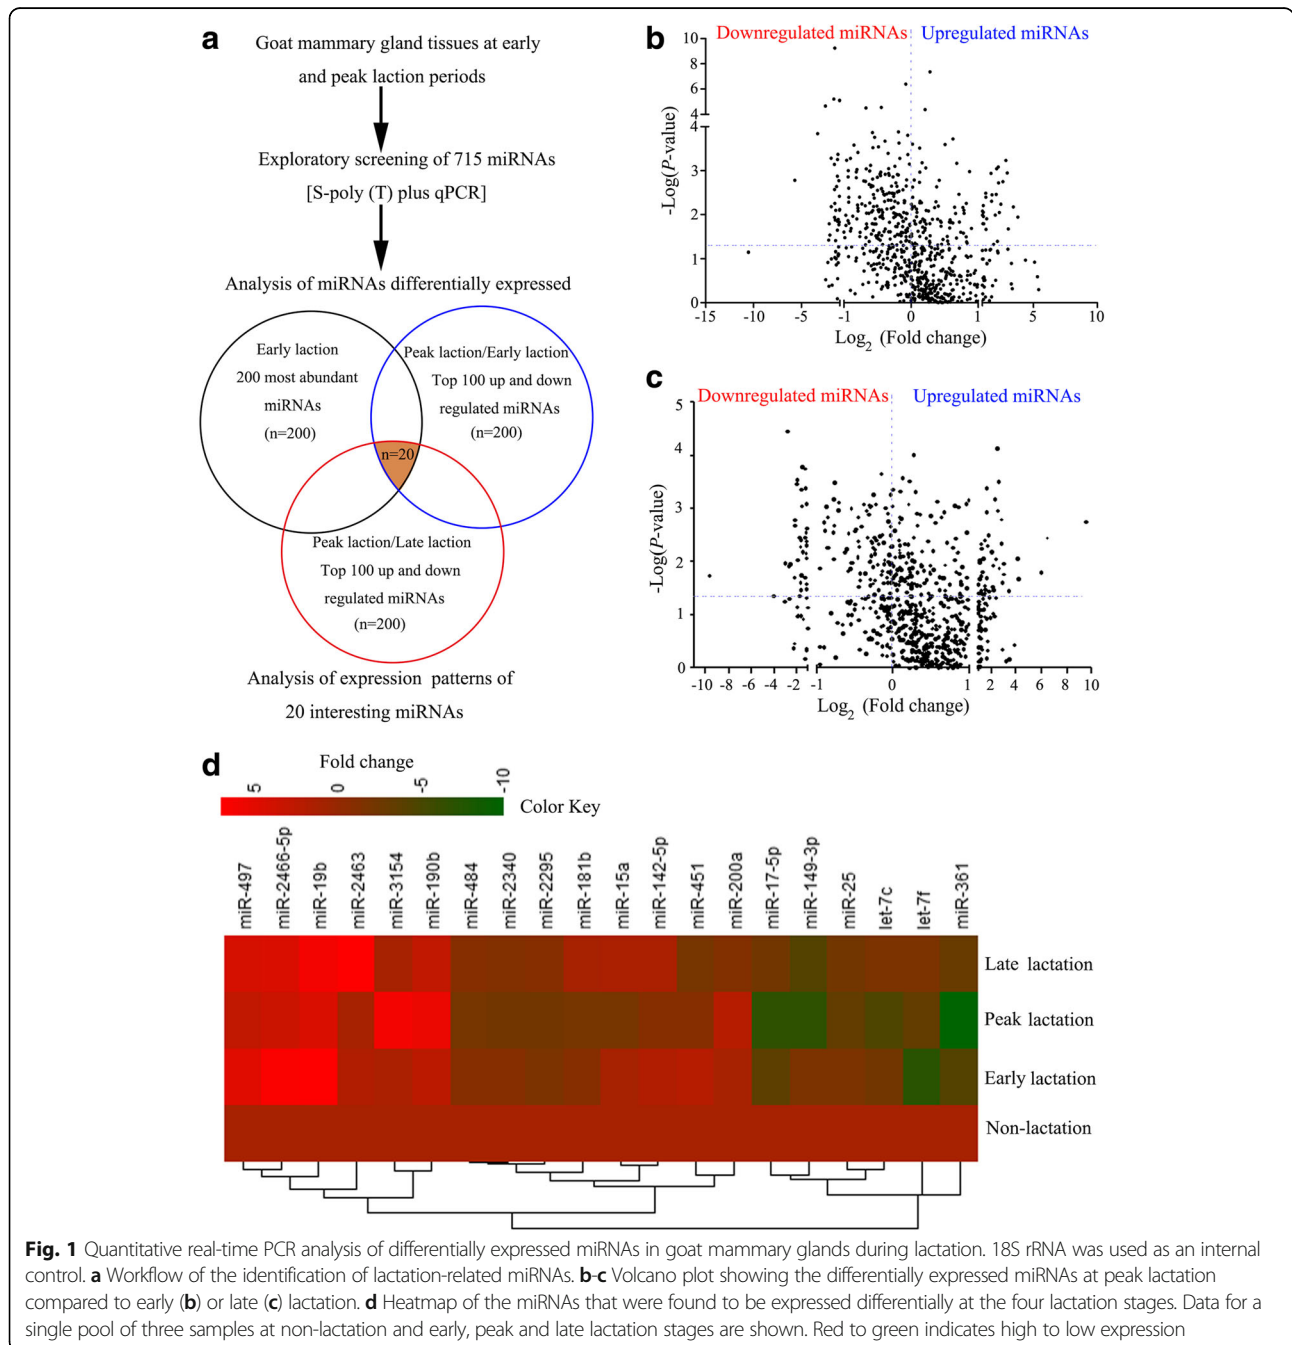 a
Goat mammary gland tissues at early
and peak laction periods
Exploratory screening of 715 miRNAs
[S-poly (T) plus qPCR]
Analysis of miRNAs differentially expressed
Early laction
200 most abundant
miRNAs
(n=200)
Peak laction/Early laction
Top 100 up and down
regulated miRNAs
(n=200)
n=20
Peak laction/Late laction
Top 100 up and down
regulated miRNAs
(n=200)
Analysis of expression patterns of
20 interesting miRNAs
b
Downregulated miRNAs
Upregulated miRNAs
-Log(P-value)
10
8
6
4
4
3
2
1
0
-15 -10 -5 -1 0 1 5 10
Log2 (Fold change)
c
Downregulated miRNAs
Upregulated miRNAs
-Log(P-value)
5
4
3
2
1
0
-10 -8 -6 -4 -2 -1 0 1 2 4 6 8 10
Log2 (Fold change)
d
Fold change
5 0 -5 -10
Color Key
miR-497
miR-2466-5p
miR-19b
miR-2463
miR-3154
miR-190b
miR-484
miR-2340
miR-2295
miR-181b
miR-15a
miR-142-5p
miR-451
miR-200a
miR-17-5p
miR-149-3p
miR-25
let-7c
let-7f
miR-361
Late lactation
Peak lactation
Early lactation
Non-lactation
Fig. 1 Quantitative real-time PCR analysis of differentially expressed miRNAs in goat mammary glands during lactation. 18S rRNA was used as an internal
control. a Workflow of the identification of lactation-related miRNAs. b-c Volcano plot showing the differentially expressed miRNAs at peak lactation
compared to early (b) or late (c) lactation. d Heatmap of the miRNAs that were found to be expressed differentially at the four lactation stages. Data for a
single pool of three samples at non-lactation and early, peak and late lactation stages are shown. Red to green indicates high to low expression